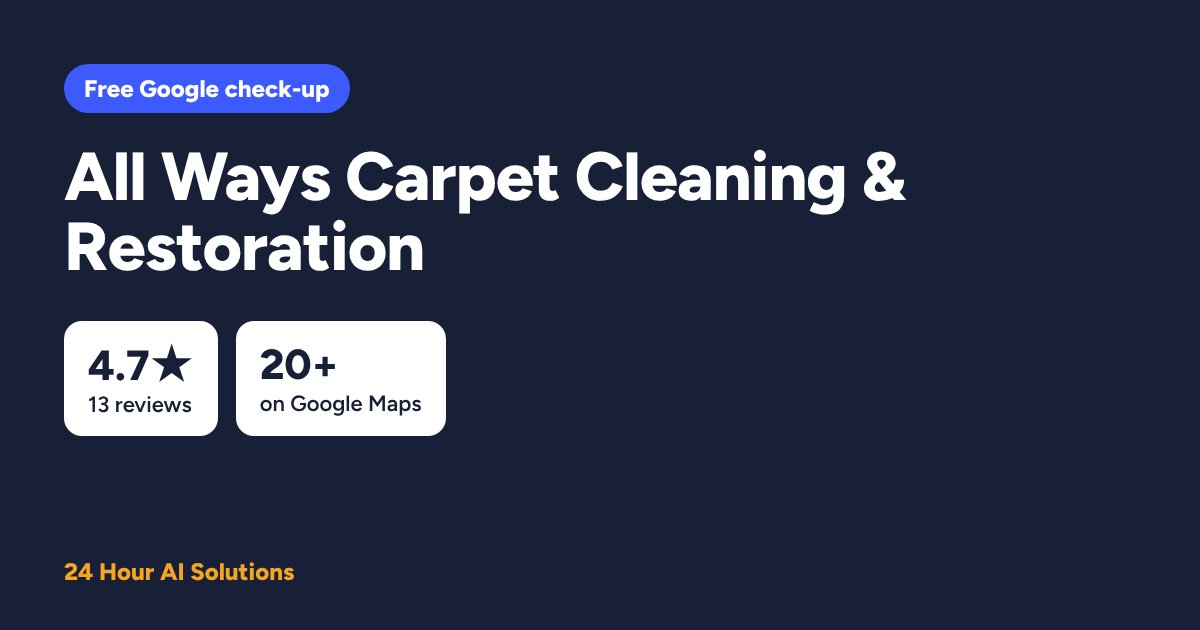 Free Google check-up
All Ways Carpet Cleaning &
Restoration
4.7★
13 reviews
20+
on Google Maps
24 Hour AI Solutions